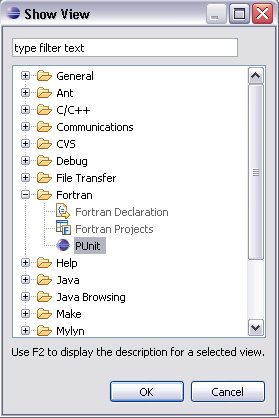 Show View
type filter text
General
Ant
C/C++
Communications
CVS
Debug
File Transfer
Fortran
Fortran Declaration
Fortran Projects
PUnit
Help
Java
Java Browsing
Make
Mylyn
Use F2 to display the description for a selected view.
OK
Cancel